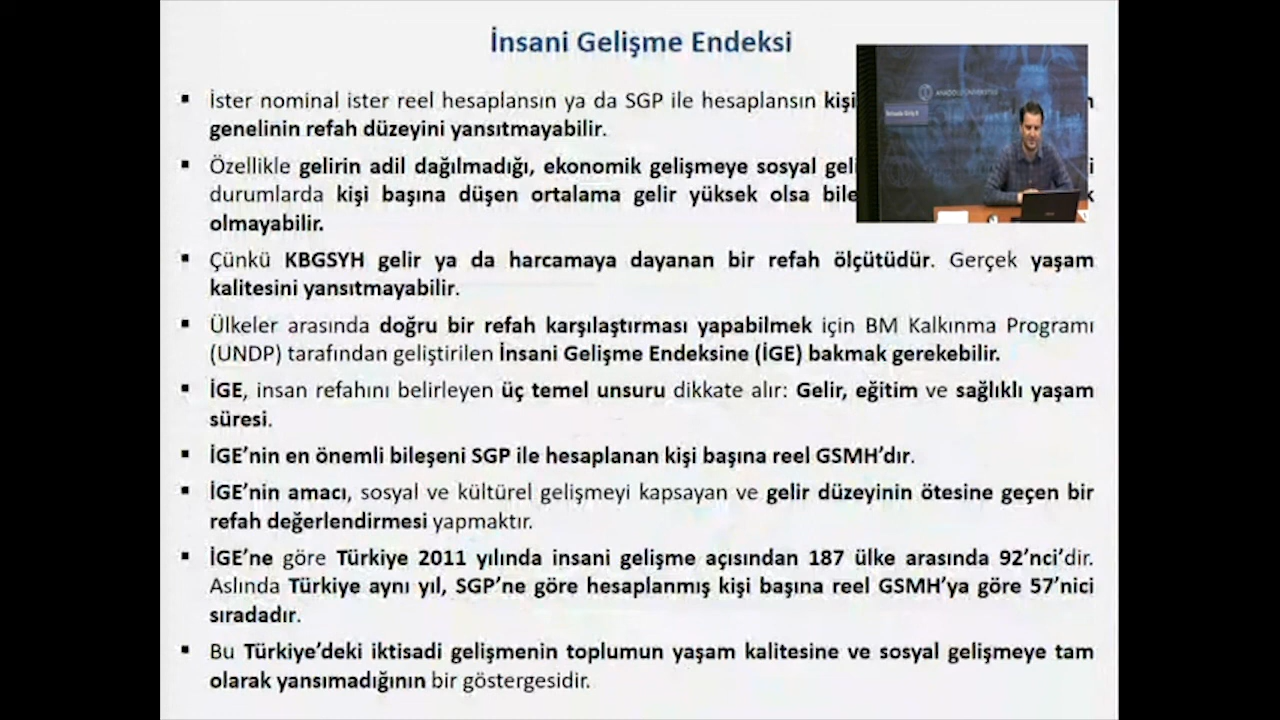 İnsani Gelişme Endeksi
▪ İster nominal ister reel hesaplansın ya da SGP ile hesaplansın kişi
genelinin refah düzeyini yansıtmayabilir.
▪ Özellikle gelirin adil dağılmadığı, ekonomik gelişmeye sosyal geli
durumlarda kişi başına düşen ortalama gelir yüksek olsa bile
olmayabilir.
▪ Çünkü KBGSYH gelir ya da harcamaya dayanan bir refah ölçütüdür. Gerçek yaşam
kalitesini yansıtmayabilir.
▪ Ülkeler arasında doğru bir refah karşılaştırması yapabilmek için BM Kalkınma Programı
(UNDP) tarafından geliştirilen İnsani Gelişme Endeksine (İGE) bakmak gerekebilir.
▪ İGE, insan refahını belirleyen üç temel unsuru dikkate alır: Gelir, eğitim ve sağlıklı yaşam
süresi.
▪ İGE’nin en önemli bileşeni SGP ile hesaplanan kişi başına reel GSMH’dır.
▪ İGE’nin amacı, sosyal ve kültürel gelişmeyi kapsayan ve gelir düzeyinin ötesine geçen bir
refah değerlendirmesi yapmaktır.
▪ İGE’ne göre Türkiye 2011 yılında insani gelişme açısından 187 ülke arasında 92’nci’dir.
Aslında Türkiye aynı yıl, SGP’ne göre hesaplanmış kişi başına reel GSMH’ya göre 57’nici
sıradadır.
▪ Bu Türkiye’deki iktisadi gelişmenin toplumun yaşam kalitesine ve sosyal gelişmeye tam
olarak yansımadığının bir göstergesidir.
ANADOLU ÜNİVERSİTESİ